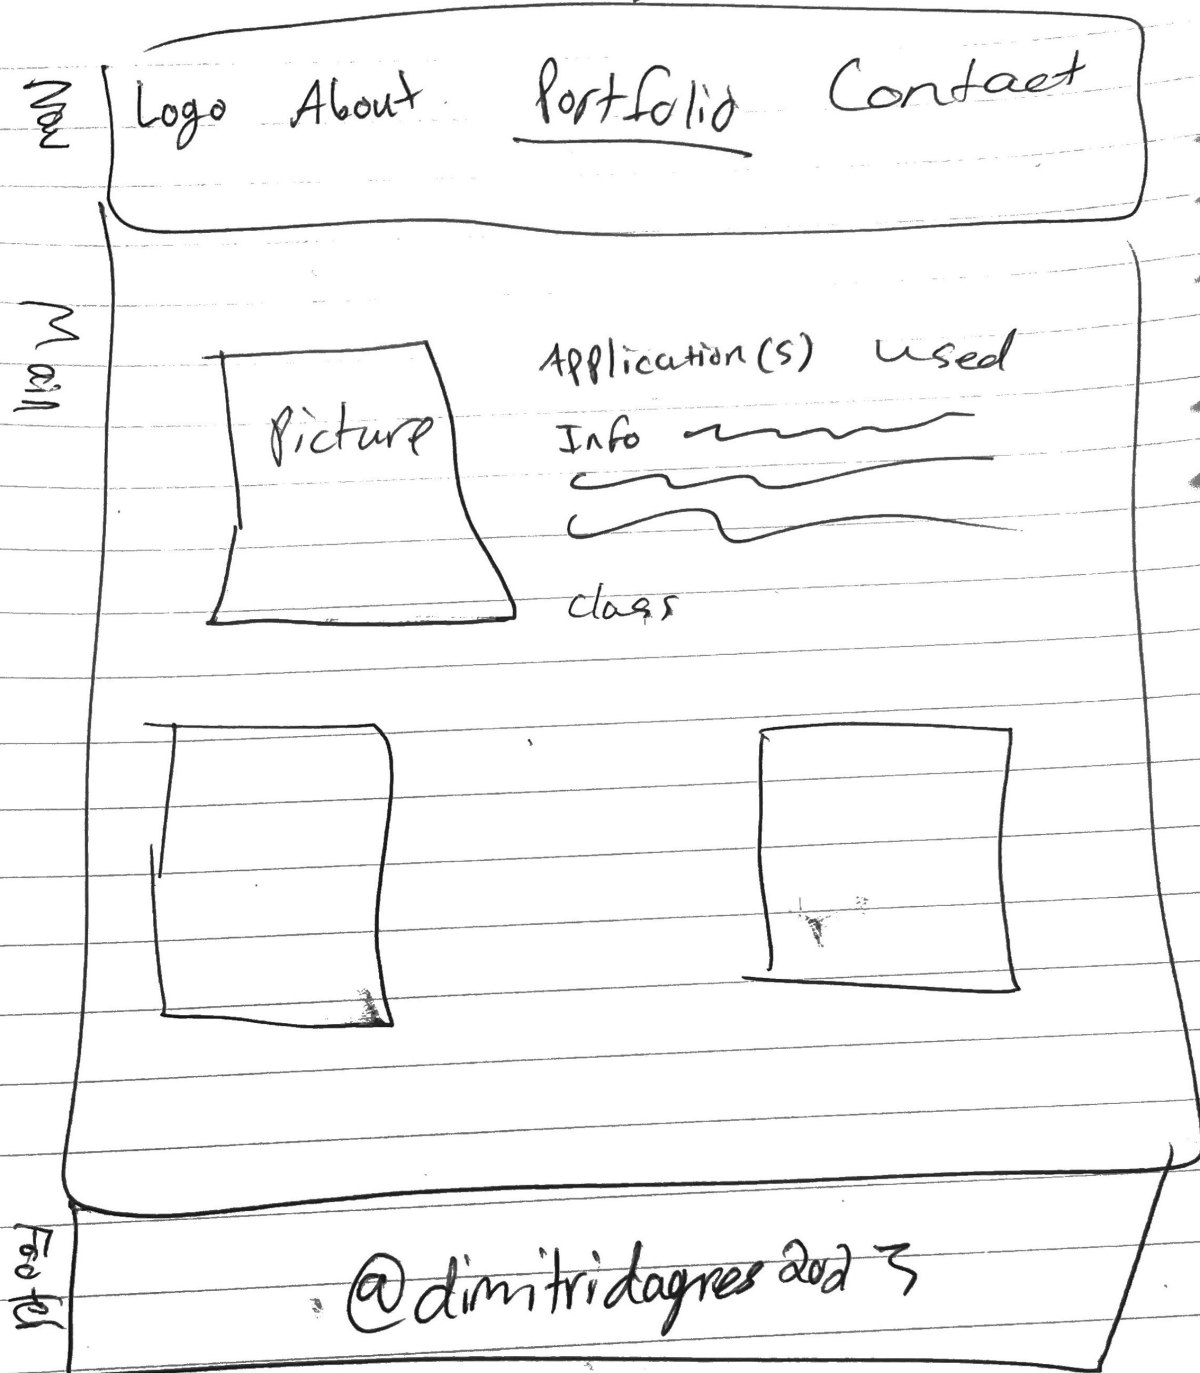 Nav
Logo About Portfolio Contact
Main
Picture
Application(s) used
Info
class
Footer
@dimitridagres 2023